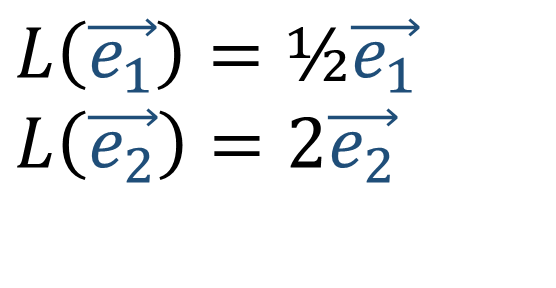 L(e₁⃗) = ½e₁⃗
L(e₂⃗) = 2e₂⃗